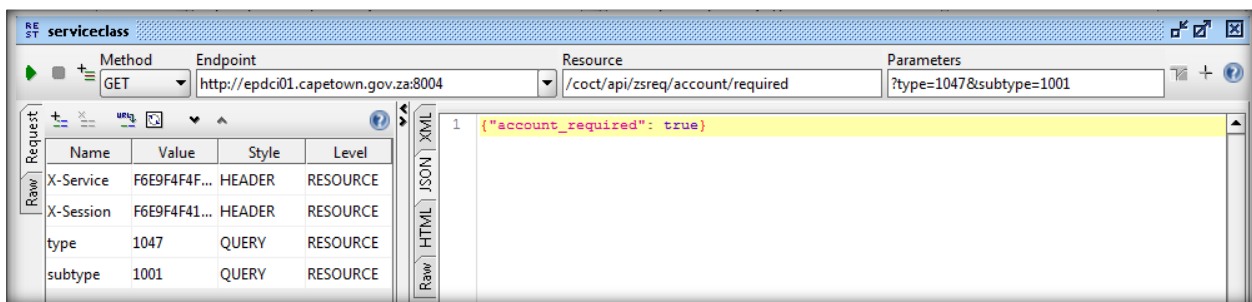 RE
ST serviceclass
Method Endpoint Resource Parameters
GET http://epdci01.capetown.gov.za:8004 /coct/api/zsreq/account/required ?type=1047&subtype=1001
Request
Raw
Name Value Style Level
X-Service F6E9F4F4F... HEADER RESOURCE
X-Session F6E9F4F41... HEADER RESOURCE
type 1047 QUERY RESOURCE
subtype 1001 QUERY RESOURCE
XML
JSON
HTML
Raw
1 {"account_required": true}